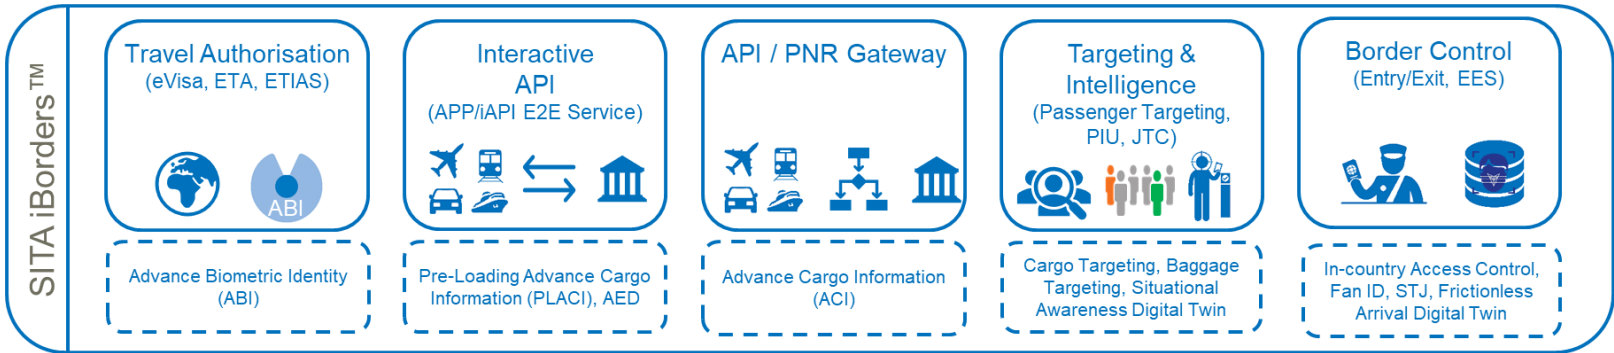 SITA iBorders™
Travel Authorisation
(eVisa, ETA, ETIAS)
ABI
Advance Biometric Identity
(ABI)
Interactive
API
(APP/iAPI E2E Service)
Pre-Loading Advance Cargo
Information (PLACI), AED
API / PNR Gateway
Advance Cargo Information
(ACI)
Targeting &
Intelligence
(Passenger Targeting,
PIU, JTC)
Cargo Targeting, Baggage
Targeting, Situational
Awareness Digital Twin
Border Control
(Entry/Exit, EES)
In-country Access Control,
Fan ID, STJ, Frictionless
Arrival Digital Twin